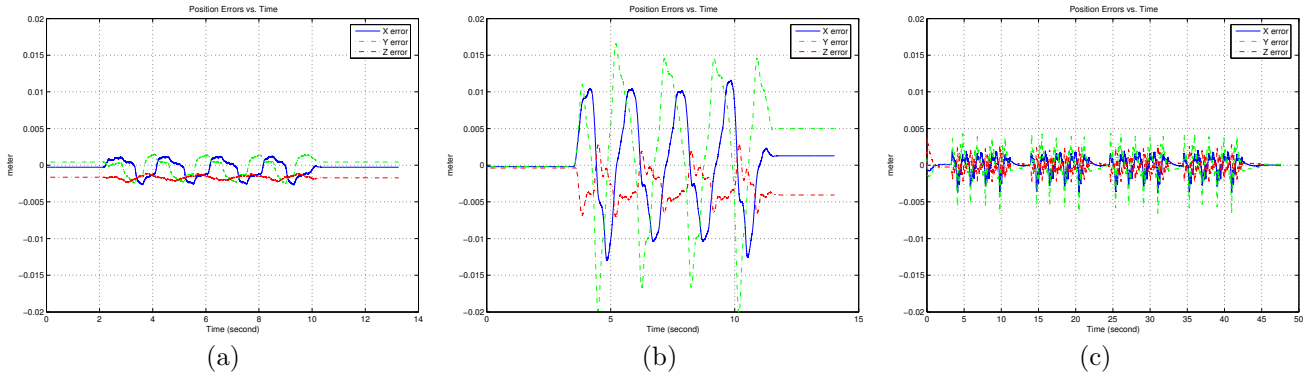 Position Errors vs. Time
0.02
0.015
0.01
0.005
0
−0.005
−0.01
−0.015
−0.02
meter
0 2 4 6 8 10 12 14
Time (second)
X error
Y error
Z error
(a)
Position Errors vs. Time
0.02
0.015
0.01
0.005
0
−0.005
−0.01
−0.015
−0.02
meter
0 5 10 15
Time (second)
X error
Y error
Z error
(b)
Position Errors vs. Time
0.02
0.015
0.01
0.005
0
−0.005
−0.01
−0.015
−0.02
meter
0 5 10 15 20 25 30 35 40 45 50
Time (second)
X error
Y error
Z error
(c)